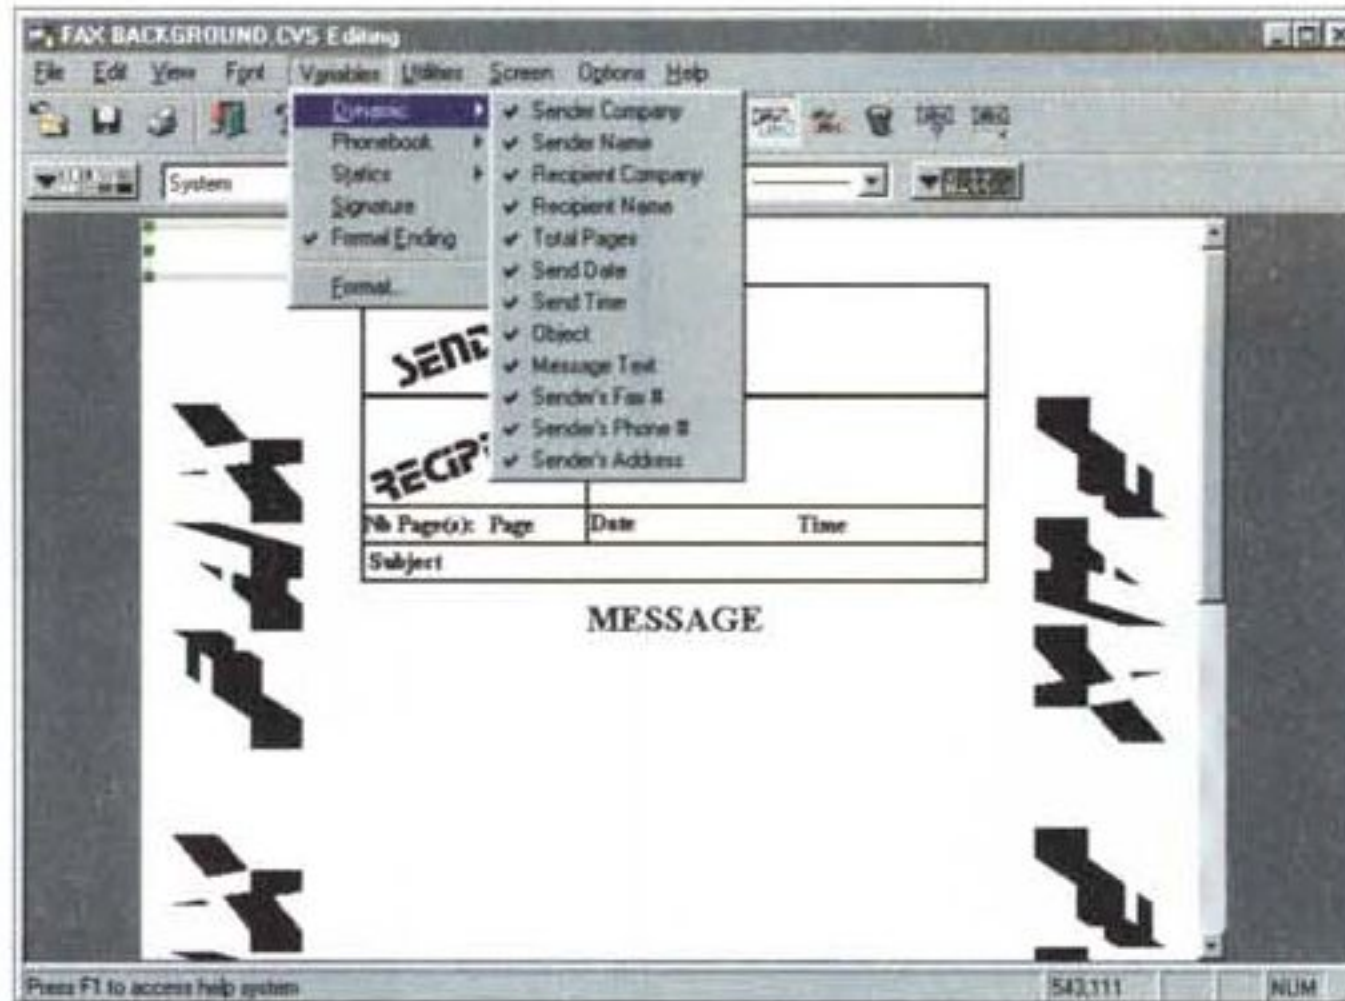 FAX BACKGROUND.CVS Editing
File Edit View Font Variables Utilities Screen Options Help
System
Dynamic
Phonebook
Statics
Signature
Formal Ending
Format...
Sender Company
Sender Name
Recipient Company
Recipient Name
Total Pages
Send Date
Send Time
Object
Message Text
Sender's Fax #
Sender's Phone #
Sender's Address
SEND
RECIPI
Nb Page(s): Page Date Time
Subject
MESSAGE
Press F1 to access help system 543,111 NUM